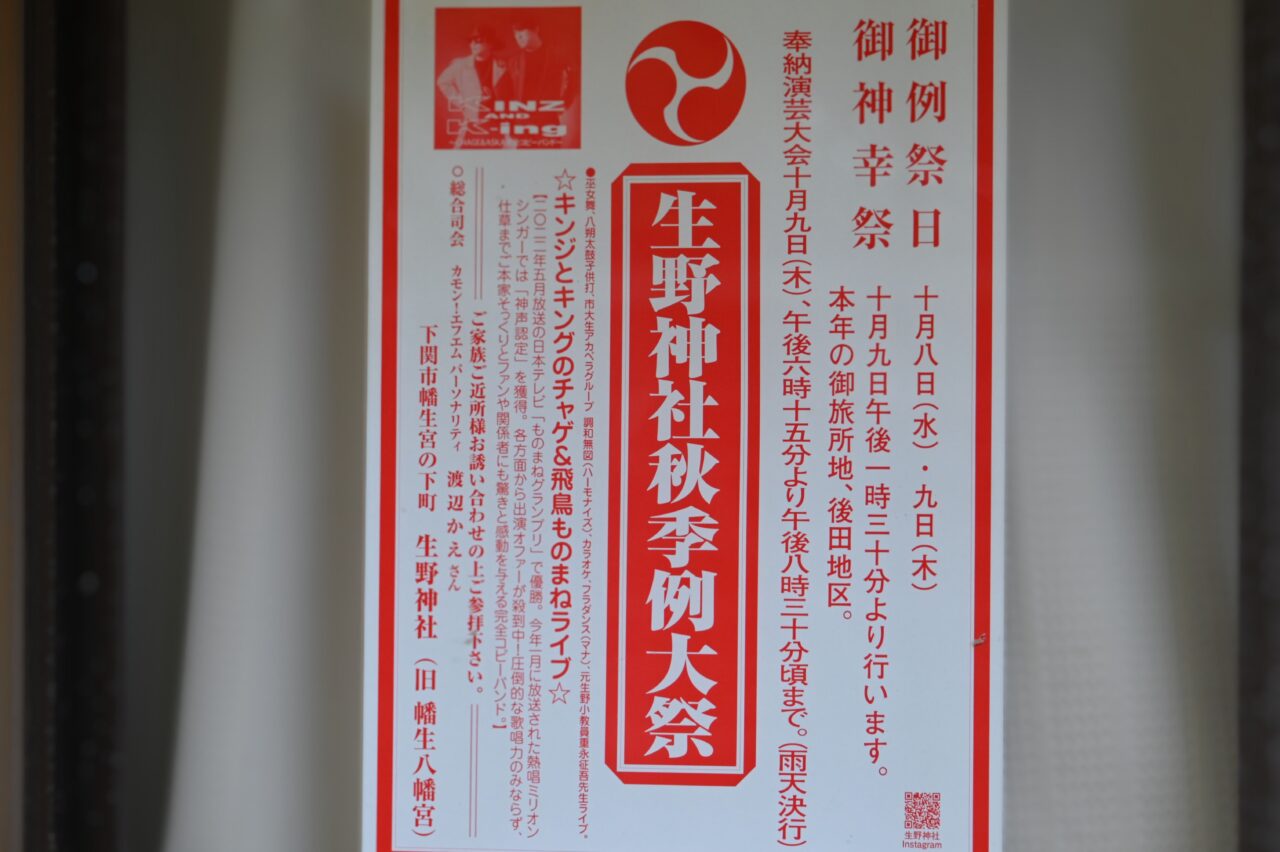 御例祭日 十月八日(水)・九日(木)
御神幸祭 十月九日午後一時三十分より行います。
本年の御旅所地、後田地区。
奉納演芸大会十月九日(木)、午後六時十五分より午後八時三十分頃まで。(雨天決行)
生野神社秋季例大祭
●巫女舞、八朔太鼓子供打、市大生アカペラグループ 調和無図(ハーモナイズ)、カラオケ、フラダンス(マナ)、元生野小教員重永征吾先生ライブ。
☆キンジとキングのチャゲ&飛鳥ものまねライブ☆
【二〇二二年五月放送の日本テレビ「ものまねグランプリ」で優勝。今年一月に放送された熱唱ミリオン
シンガーでは「神声認定」を獲得。各方面から出演オファーが殺到中!圧倒的な歌唱力のみならず、
仕草までご本家そっくりとファンや関係者にも驚きと感動を与える完全コピーバンド。】
ご家族ご近所様お誘い合わせの上ご参拝下さい。
○総合司会 カモン!エフエム パーソナリティ 渡辺かえさん
下関市幡生宮の下町 生野神社(旧 幡生八幡宮)
KINZ
AND
K-ing
生野神社
Instagram